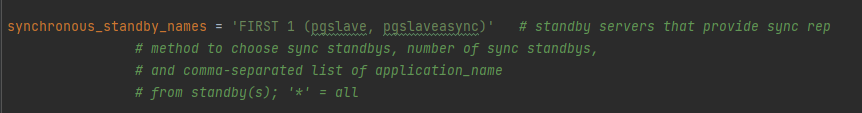 synchronous_standby_names = 'FIRST 1 (pgslave, pgslaveasync)'   # standby servers that provide sync rep
# method to choose sync standbys, number of sync standbys,
# and comma-separated list of application_name
# from standby(s); '*' = all